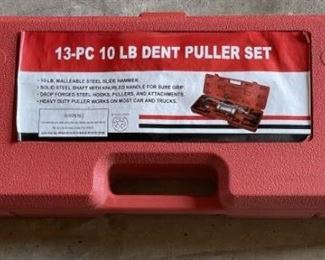 13-PC 10 LB DENT PULLER SET
• 10-LB. MALLEABLE STEEL SLIDE HAMMER.
• SOLID STEEL SHAFT WITH KNURLED HANDLE FOR SURE GRIP.
• DROP FORGED STEEL HOOKS, PULLERS, AND ATTACHMENTS.
• HEAVY DUTY PULLER WORKS ON MOST CAR AND TRUCKS.
WARNING